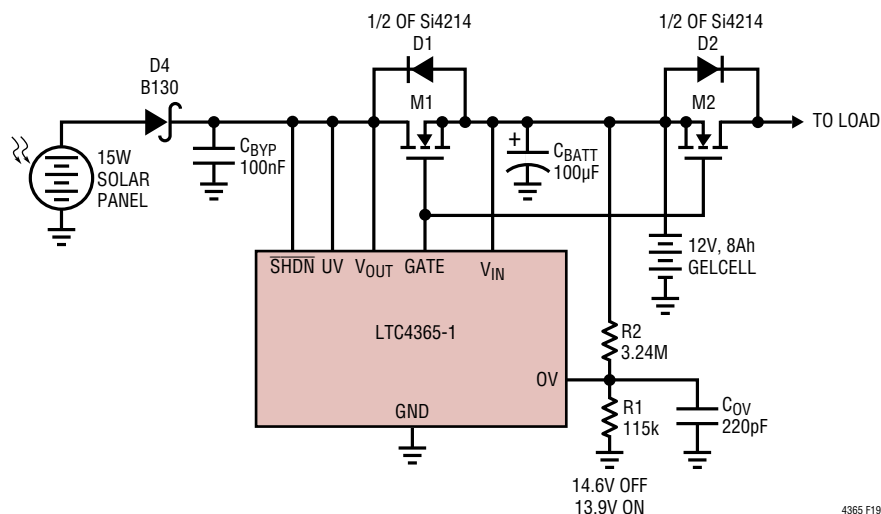 1/2 OF Si4214
D1
1/2 OF Si4214
D2
D4
B130
M1
M2
TO LOAD
CBYP
100nF
+
CBATT
100µF
15W
SOLAR
PANEL
12V, 8Ah
GELCELL
SHDN UV VOUT GATE VIN
LTC4365-1
R2
3.24M
OV
GND
R1
115k
COV
220pF
14.6V OFF
13.9V ON
4365 F19